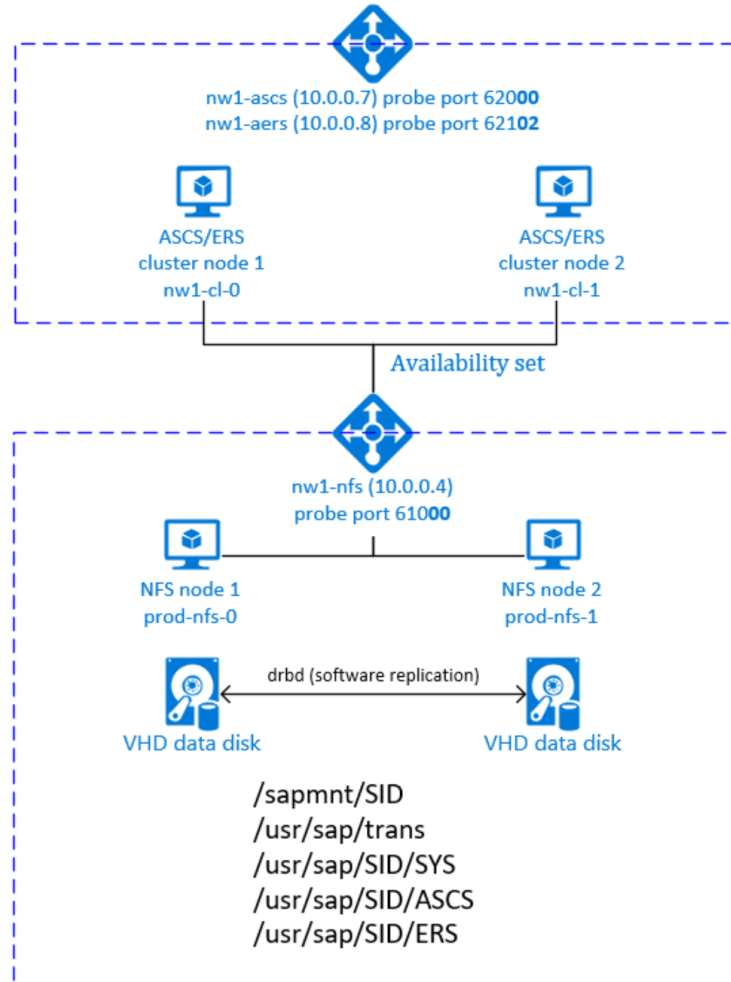 nw1-ascs (10.0.0.7) probe port 62000
nw1-aers (10.0.0.8) probe port 62102
ASCS/ERS
cluster node 1
nw1-cl-0
ASCS/ERS
cluster node 2
nw1-cl-1
Availability set
nw1-nfs (10.0.0.4)
probe port 61000
NFS node 1
prod-nfs-0
NFS node 2
prod-nfs-1
drbd (software replication)
VHD data disk
VHD data disk
/sapmnt/SID
/usr/sap/trans
/usr/sap/SID/SYS
/usr/sap/SID/ASCS
/usr/sap/SID/ERS